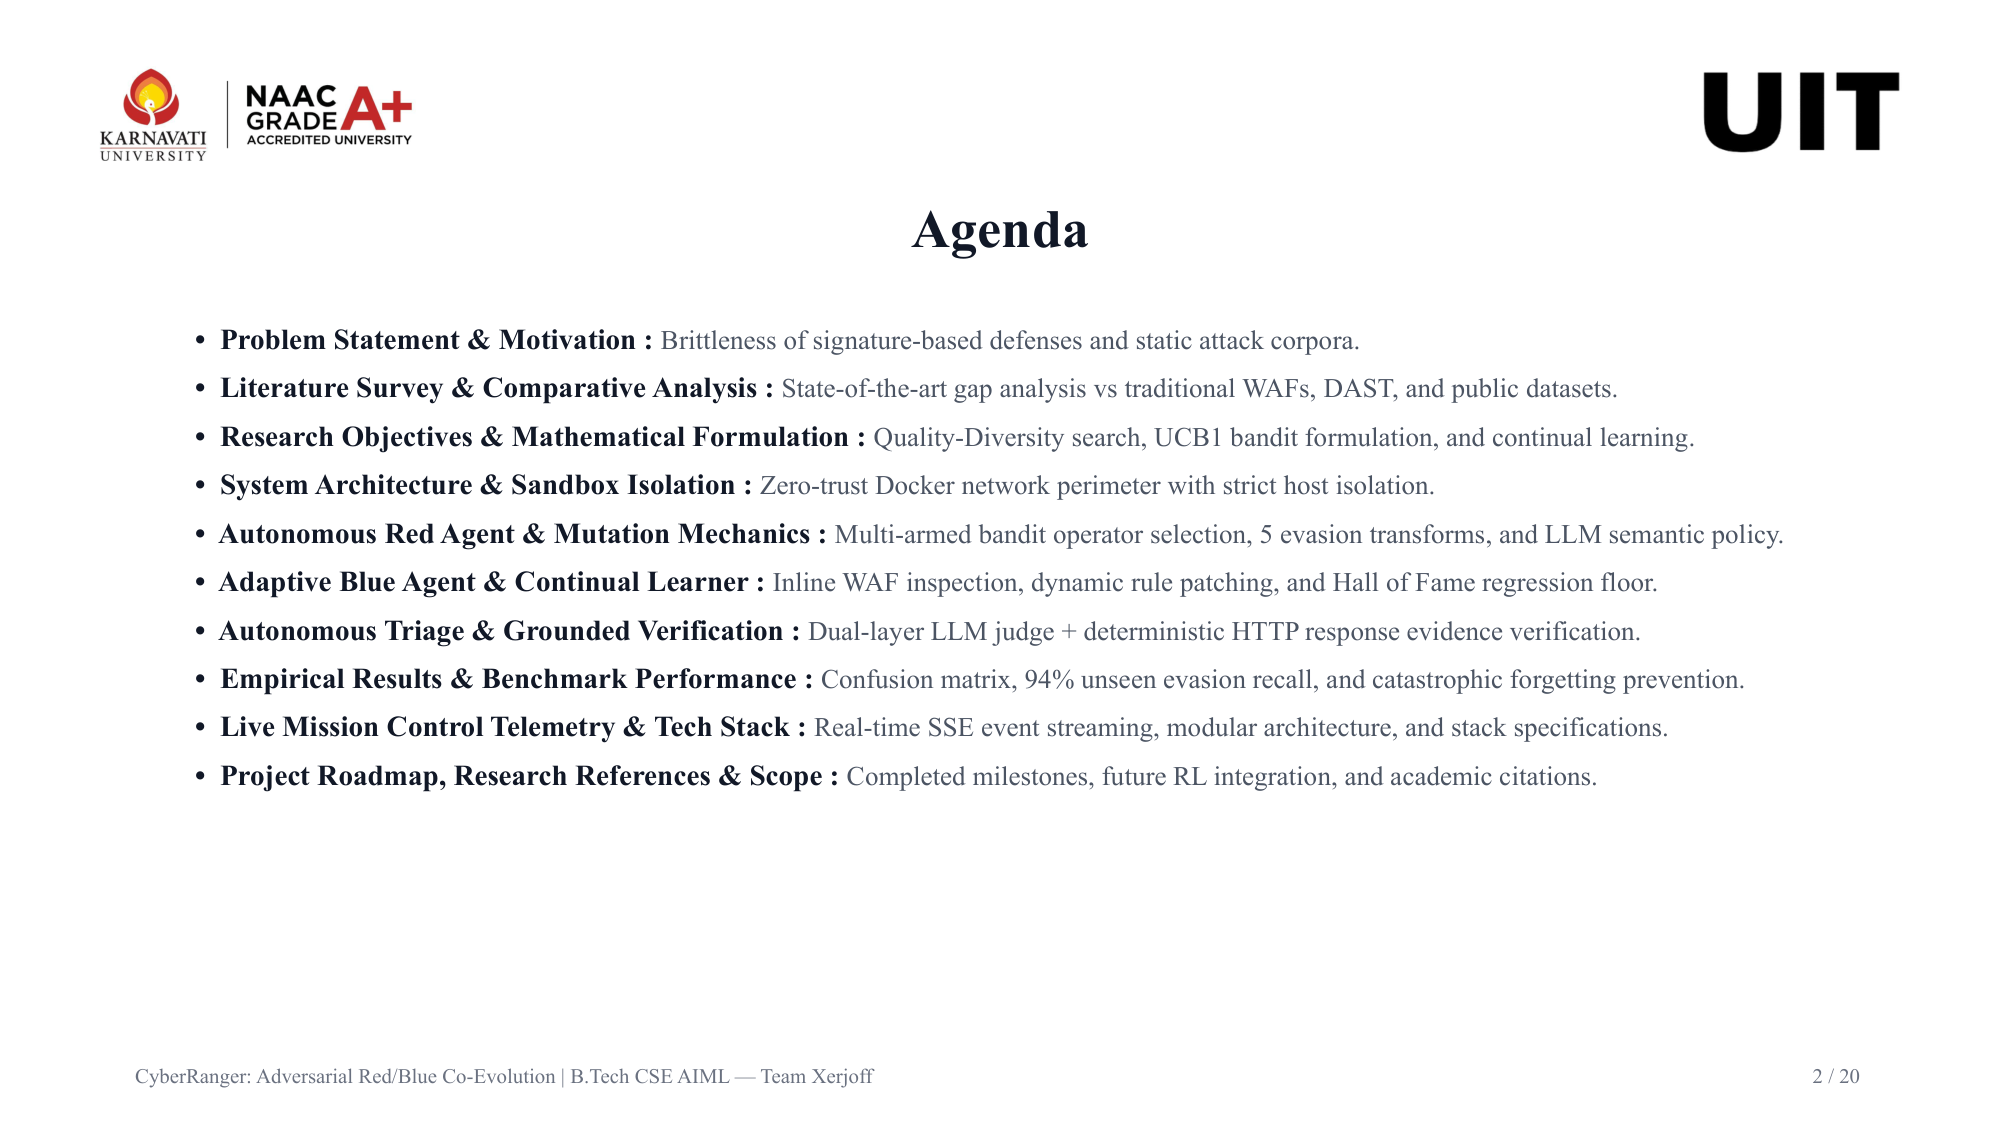 KARNAVATI
UNIVERSITY
NAAC
GRADE A+
ACCREDITED UNIVERSITY
UIT
Agenda
• Problem Statement & Motivation : Brittleness of signature-based defenses and static attack corpora.
• Literature Survey & Comparative Analysis : State-of-the-art gap analysis vs traditional WAFs, DAST, and public datasets.
• Research Objectives & Mathematical Formulation : Quality-Diversity search, UCB1 bandit formulation, and continual learning.
• System Architecture & Sandbox Isolation : Zero-trust Docker network perimeter with strict host isolation.
• Autonomous Red Agent & Mutation Mechanics : Multi-armed bandit operator selection, 5 evasion transforms, and LLM semantic policy.
• Adaptive Blue Agent & Continual Learner : Inline WAF inspection, dynamic rule patching, and Hall of Fame regression floor.
• Autonomous Triage & Grounded Verification : Dual-layer LLM judge + deterministic HTTP response evidence verification.
• Empirical Results & Benchmark Performance : Confusion matrix, 94% unseen evasion recall, and catastrophic forgetting prevention.
• Live Mission Control Telemetry & Tech Stack : Real-time SSE event streaming, modular architecture, and stack specifications.
• Project Roadmap, Research References & Scope : Completed milestones, future RL integration, and academic citations.
CyberRanger: Adversarial Red/Blue Co-Evolution | B.Tech CSE AIML — Team Xerjoff
2 / 20